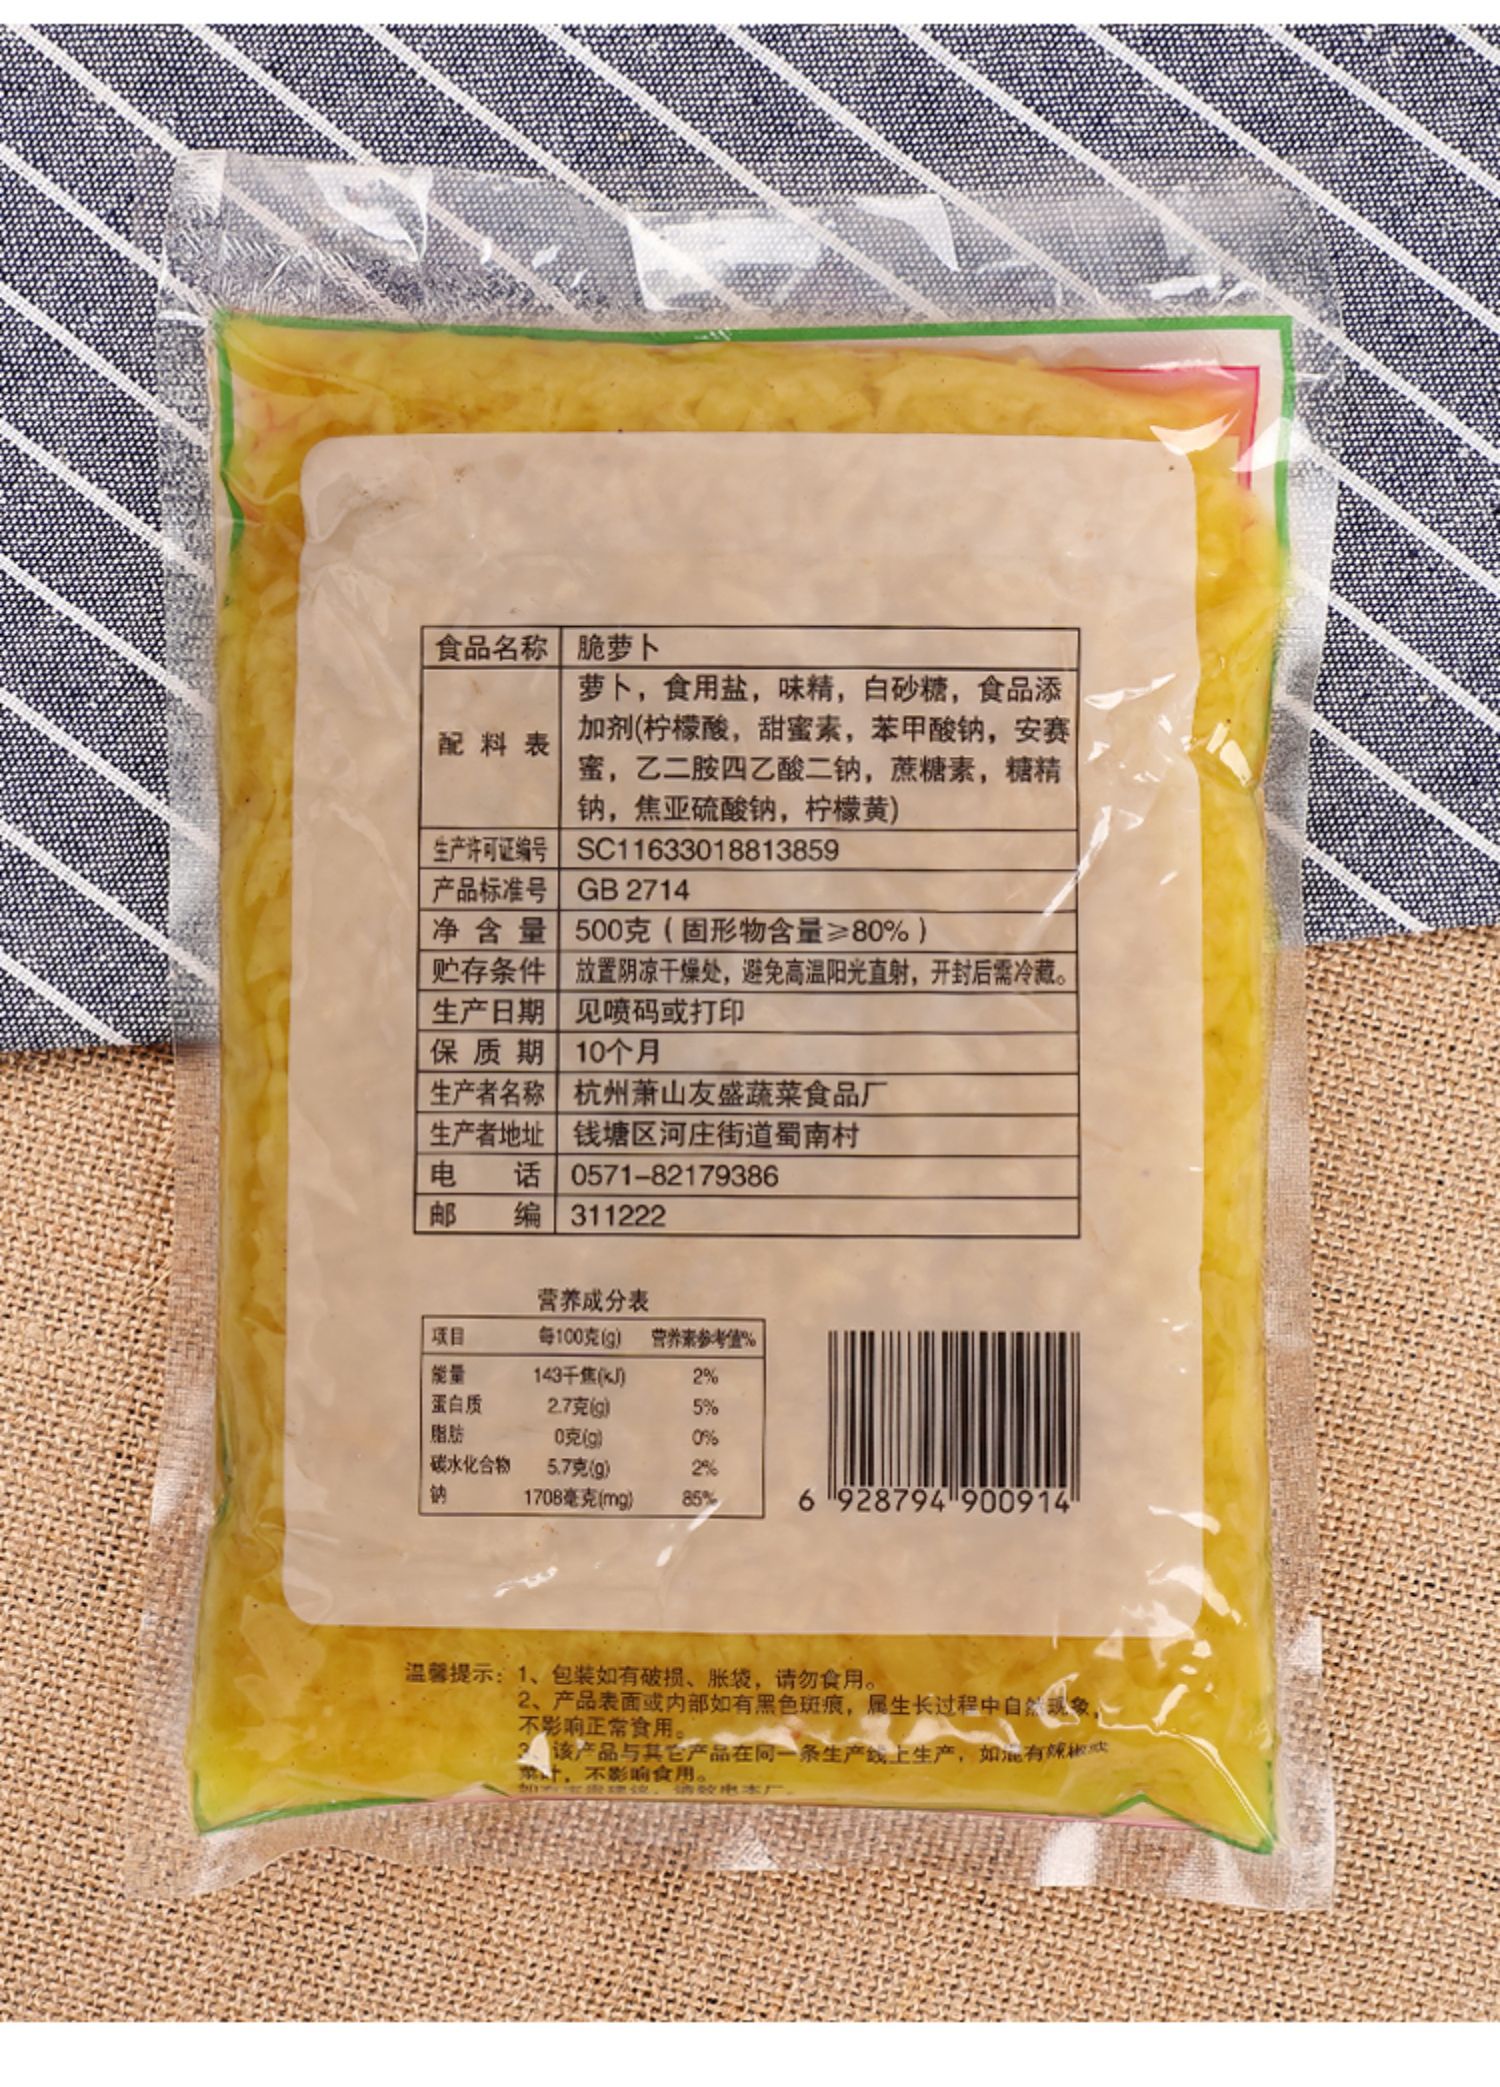 食品名称 脆萝卜
配料表 萝卜，食用盐，味精，白砂糖，食品添
加剂(柠檬酸，甜蜜素，苯甲酸钠，安赛
蜜，乙二胺四乙酸二钠，蔗糖素，糖精
钠，焦亚硫酸钠，柠檬黄)
生产许可证编号 SC11633018813859
产品标准号 GB 2714
净含量 500克（固形物含量≥80%）
贮存条件 放置阴凉干燥处，避免高温阳光直射，开封后需冷藏。
生产日期 见喷码或打印
保质期 10个月
生产者名称 杭州萧山友盛蔬菜食品厂
生产者地址 钱塘区河庄街道蜀南村
电话 0571-82179386
邮编 311222
营养成分表
项目 每100克(g) 营养素参考值%
能量 143千焦(kJ) 2%
蛋白质 2.7克(g) 5%
脂肪 0克(g) 0%
碳水化合物 5.7克(g) 2%
钠 1708毫克(mg) 85%
6 928794 900914
温馨提示：1、包装如有破损、胀袋，请勿食用。
2、产品表面或内部如有黑色斑痕，属生长过程中自然现象，
不影响正常食用。
3、该产品与其它产品在同一条生产线上生产，如混有辣椒或
菜叶，不影响食用。
请致电本厂。